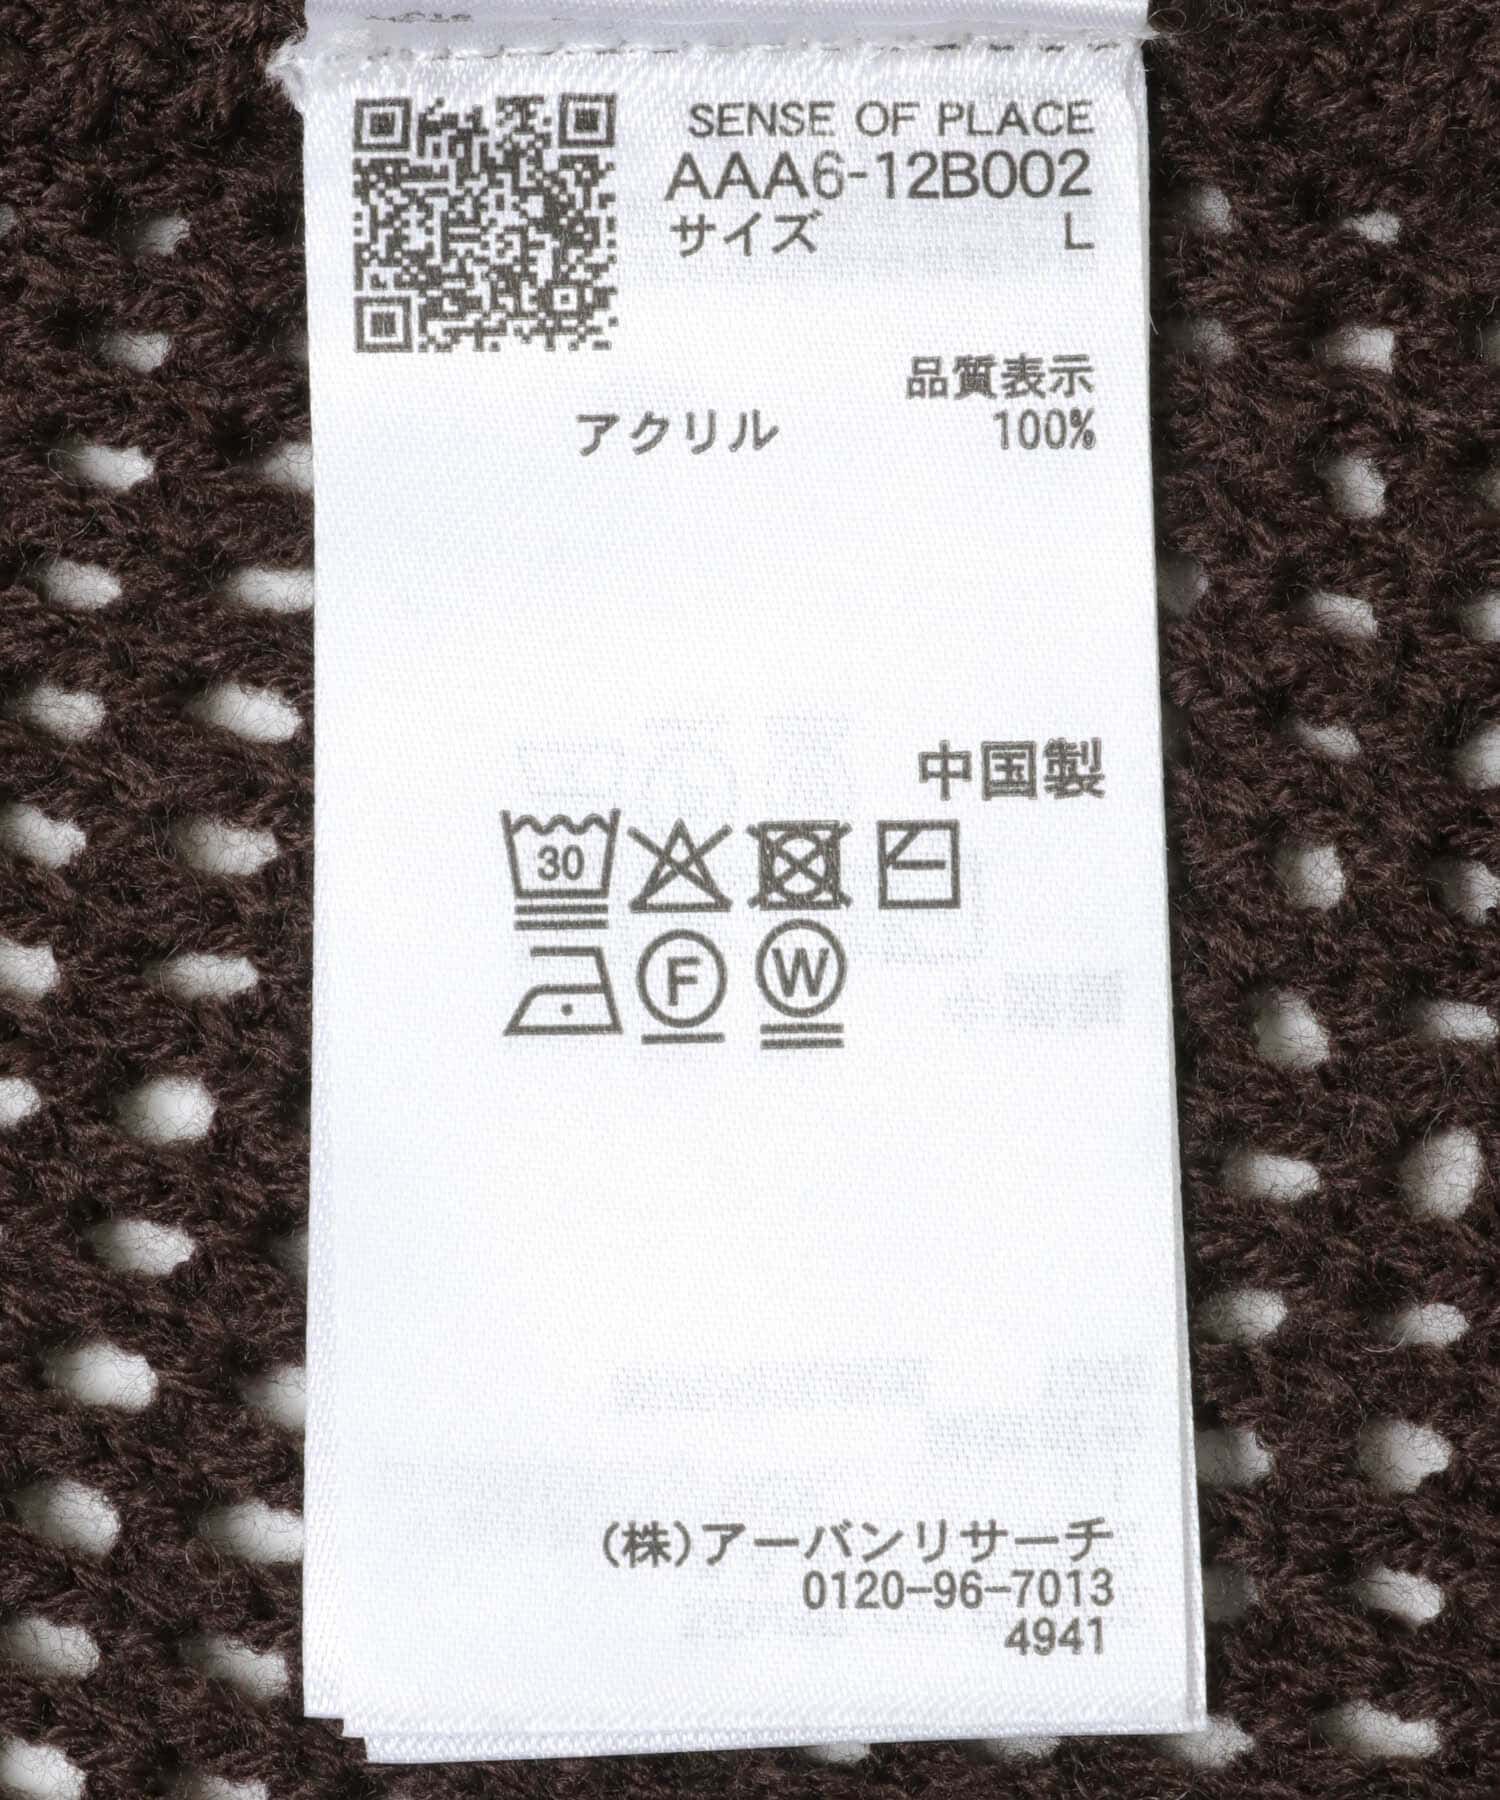 SENSE OF PLACE
AAA6-12B002
サイズ L
品質表示
アクリル 100%
中国製
30
F W
(株)アーバンリサーチ
0120-96-7013
4941